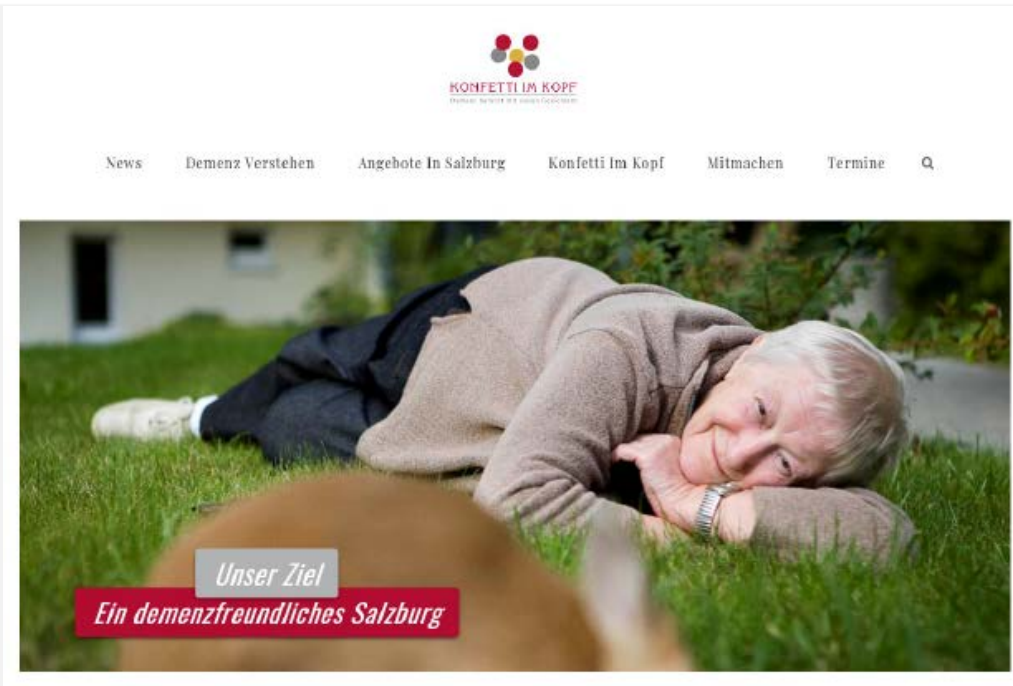 KONFETTI IM KOPF
News Demenz Verstehen Angebote In Salzburg Konfetti Im Kopf Mitmachen Termine
Unser Ziel
Ein demenzfreundliches Salzburg